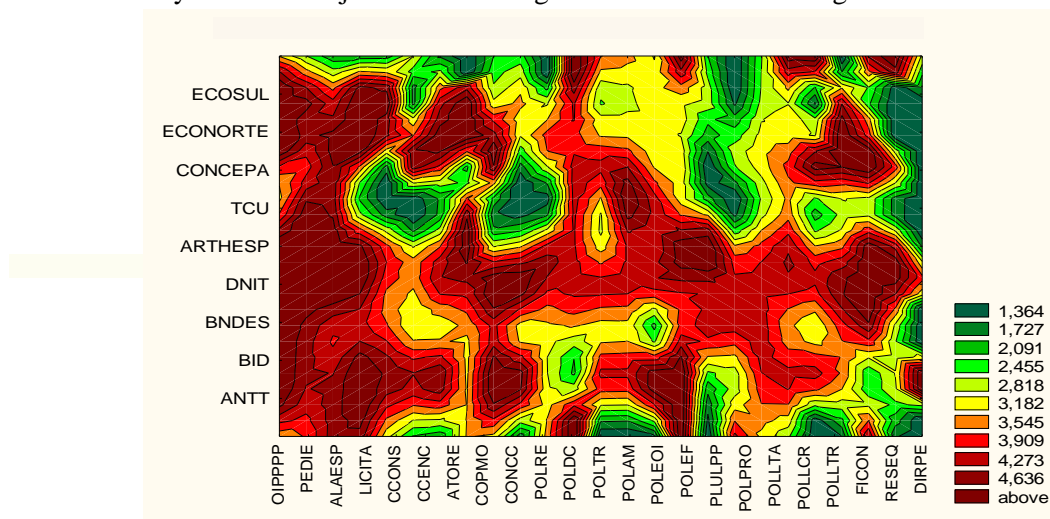 ECOSUL
ECONORTE
CONCEPA
TCU
ARTHESP
DNIT
BNDES
BID
ANTT
OIPPPP
PEDIE
ALAESP
LICITA
CCONS
CCENC
ATORE
COPMO
CONCC
POLRE
POLDC
POLTR
POLAM
POLEOI
POLEF
PLULPP
POLPRO
POLLTA
POLLCR
POLLTR
FICON
RESEQ
DIRPE
1,364
1,727
2,091
2,455
2,818
3,182
3,545
3,909
4,273
4,636
above